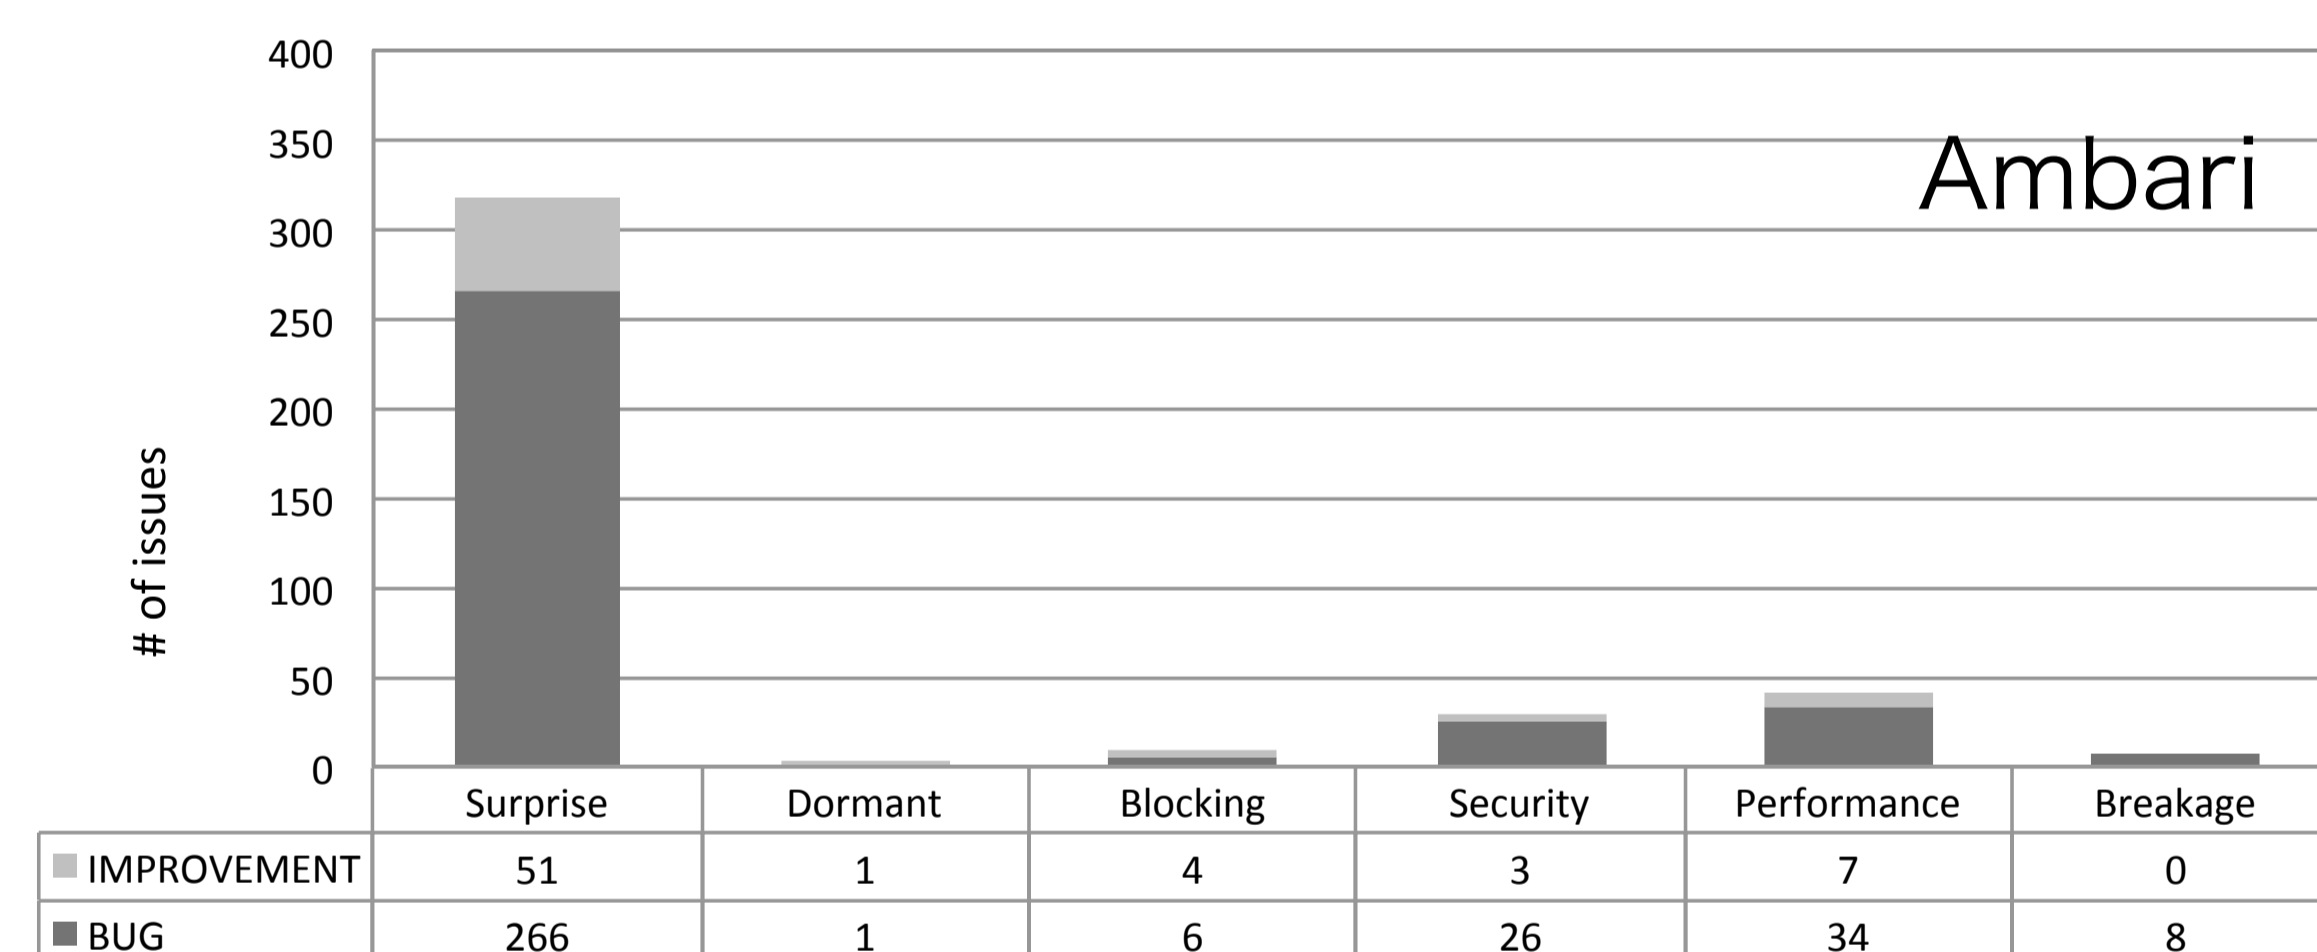 400
350
Ambari
300
250
200
150
100
50
0
# of issues
Surprise Dormant Blocking Security Performance Breakage
IMPROVEMENT 51 1 4 3 7 0
BUG 266 1 6 26 34 8